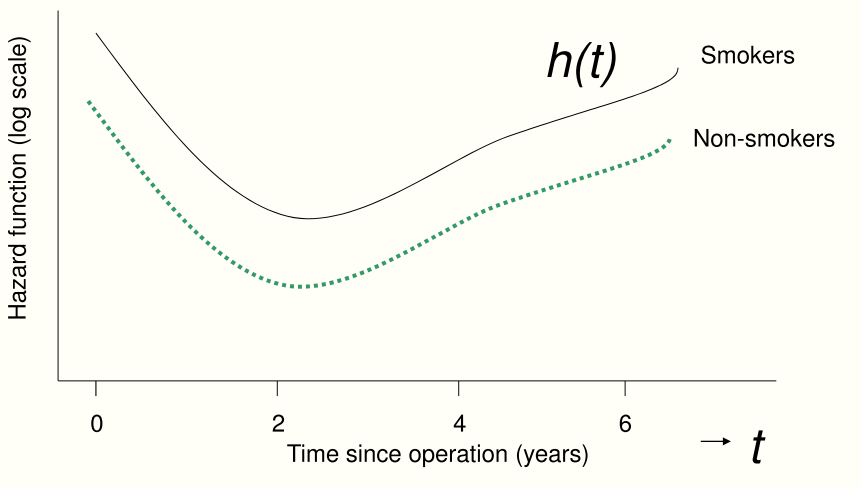 Hazard function (log scale)
h(t)
Smokers
Non-smokers
0 2 4 6
Time since operation (years)
t